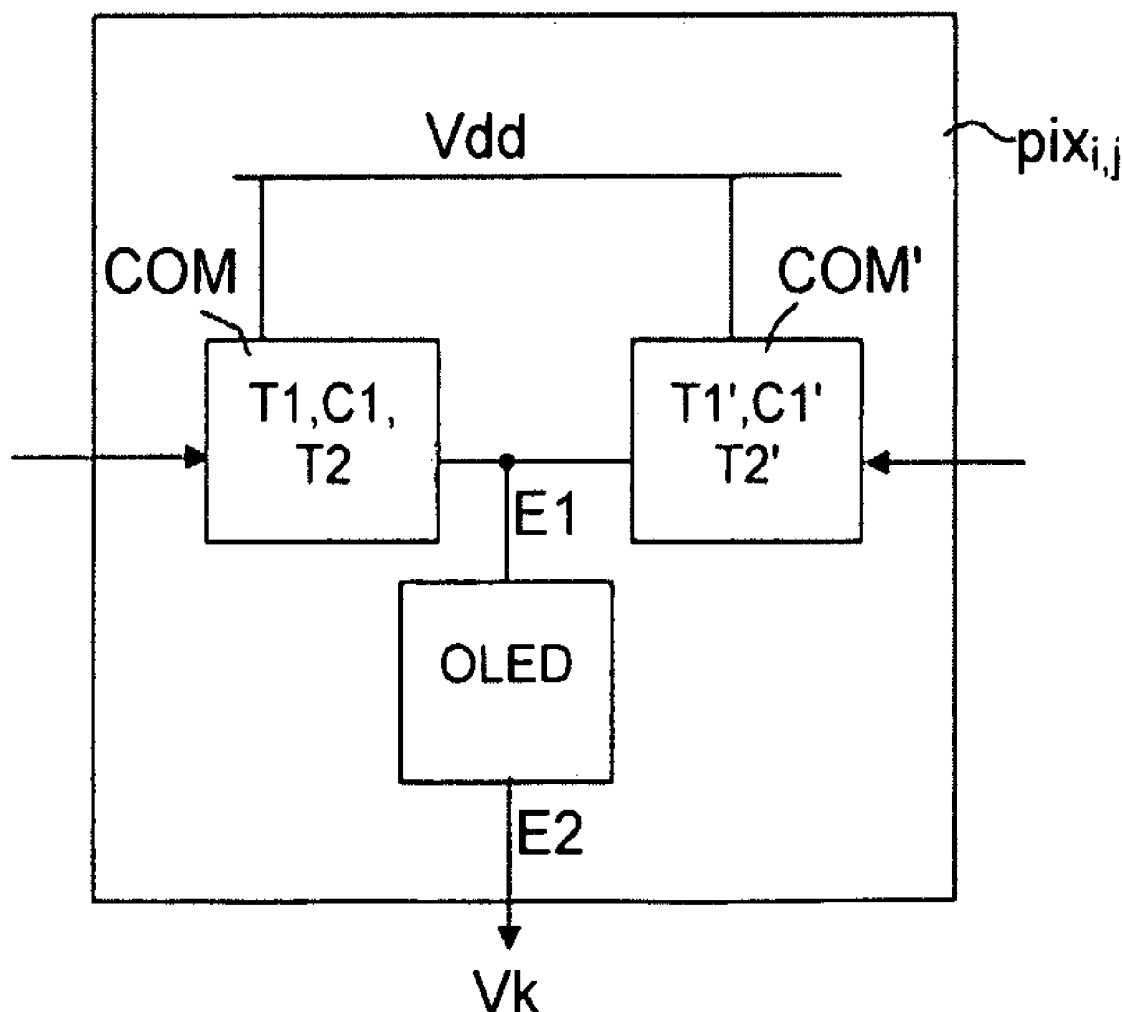 Vdd
pixi,j
COM
COM'
T1,C1,
T2
T1',C1'
T2'
E1
OLED
E2
Vk